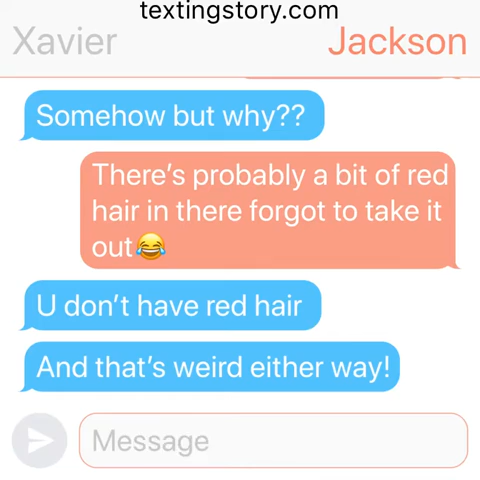 textingstory.com
Xavier Jackson
Somehow but why??
There's probably a bit of red
hair in there forgot to take it
out😂
U don't have red hair
And that's weird either way!
Message